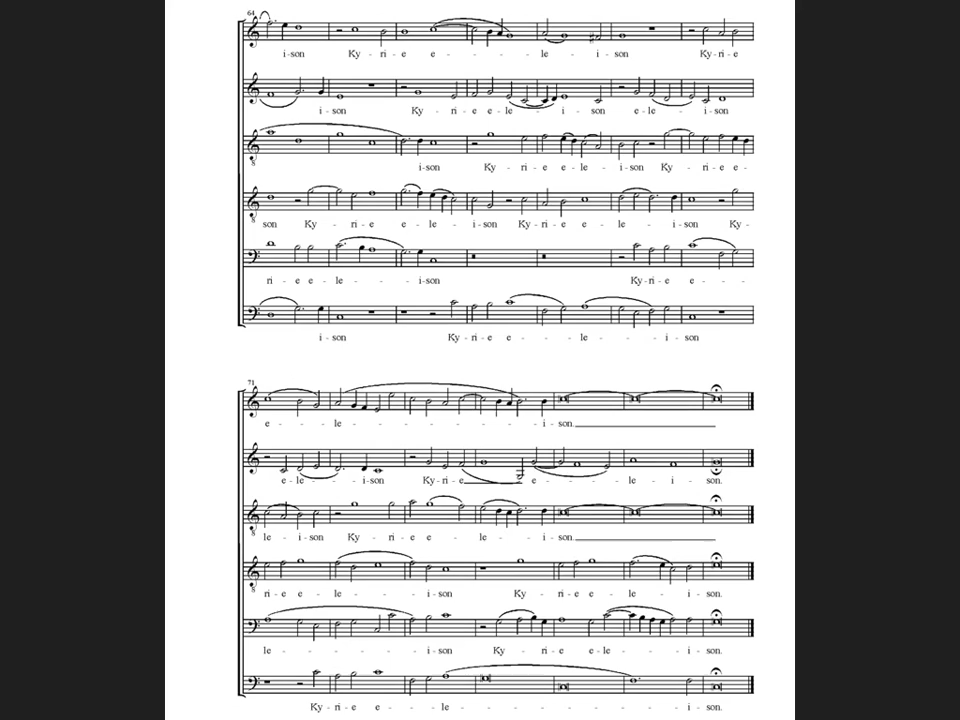 64
i-son Ky - ri - e e - - - - le - i - son Ky-ri-e
i - son Ky - ri - e - e - le - i - son e - le - i - son
i-son Ky - ri - e - e - le - i-son Ky - ri - e e -
son Ky - ri - e e - le - i-son Ky - ri - e e - le - i-son Ky -
ri - e e - le - - i-son Ky-ri-e e - - -
i - son Ky - ri - e e - - - le - - - i - son
71
e - - le - - - - - - - - i - son.
e - le - - i-son Ky-ri-e e - - - le - i - son.
le - i-son Ky - ri - e e - le - - i - son.
ri - e e - le - - - i - son Ky - ri - e e - le - i - son.
le - - - - - i - son Ky - ri - e e-le - - i - son.
Ky-ri-e e - - le - - - - - - - - i - son.